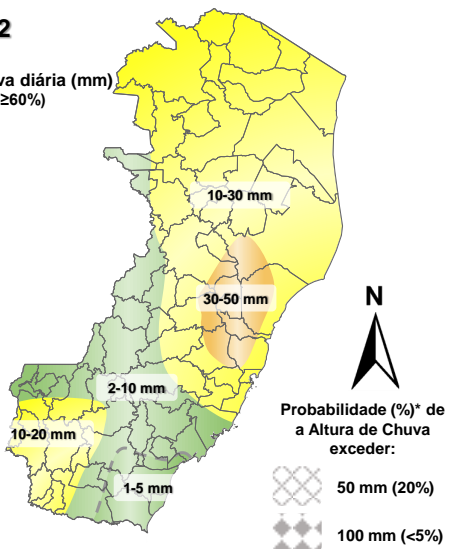 2
va diária (mm)
≥60%)
10-30 mm
30-50 mm
N
2-10 mm
Probabilidade (%)* de
a Altura de Chuva
exceder:
10-20 mm
1-5 mm
50 mm (20%)
100 mm (<5%)